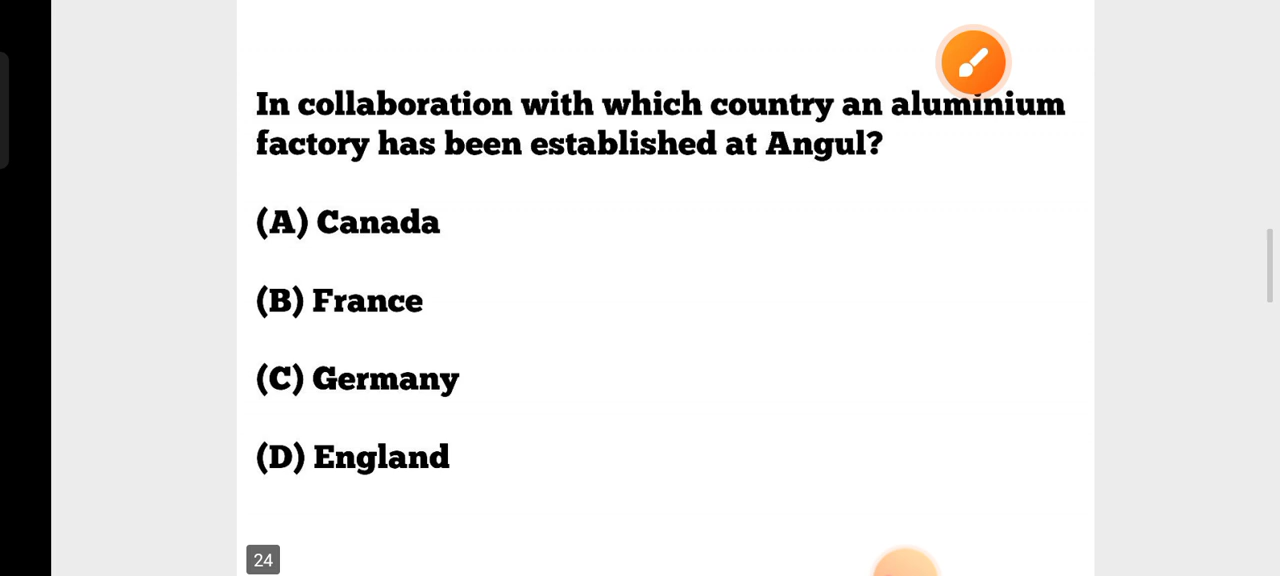 In collaboration with which country an aluminium
factory has been established at Angul?
(A) Canada
(B) France
(C) Germany
(D) England
24